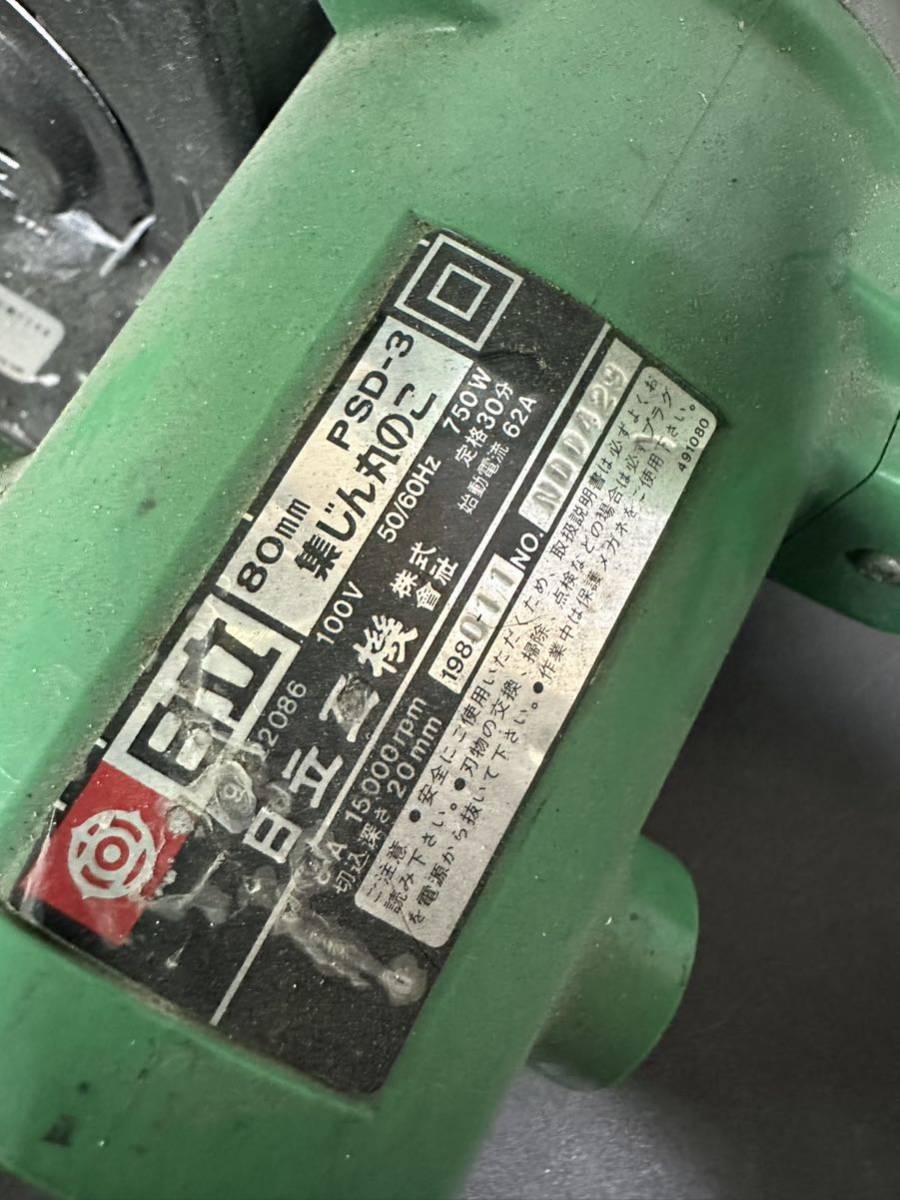 日立
80mm PSD-3
集じん丸のこ
2086 100V 50/60Hz 750W
定格30分
日立工機 株式會社
始動電流 62A
8A 15000rpm
切込深さ 20mm
198 011 NO. NDD429
ご注意 ●安全にご使用いただくため、取扱説明書は必ずよくお
読み下さい。●刃物の交換、掃除、点検などの場合は必ずプラグ
を電源から抜いて下さい。●作業中は保護メガネをご使用下さい。
491080